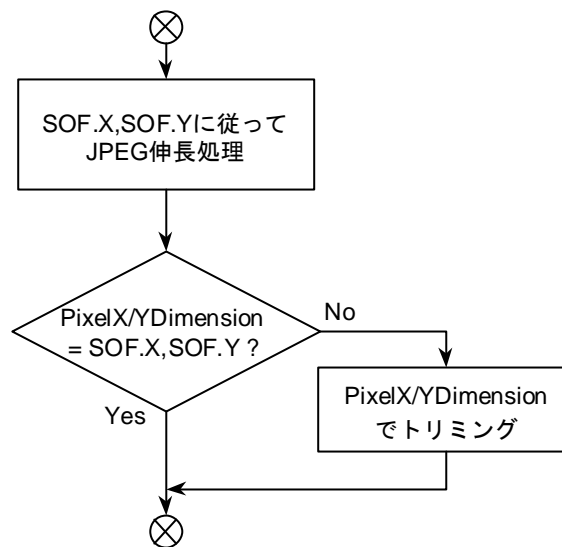 SOF.X,SOF.Yに従って
JPEG伸長処理
PixelX/YDimension
= SOF.X,SOF.Y ?
No
Yes
PixelX/YDimension
でトリミング